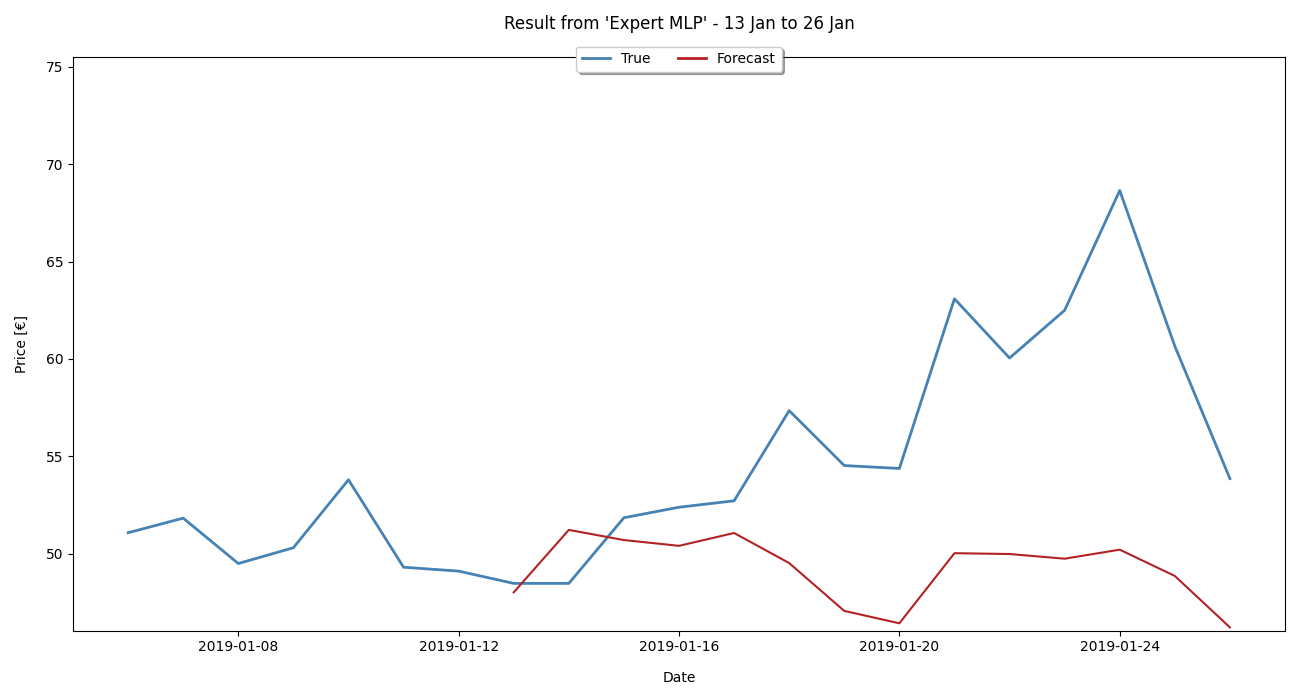 Result from 'Expert MLP' - 13 Jan to 26 Jan
True Forecast
75
70
65
60
55
50
Price [€]
2019-01-08 2019-01-12 2019-01-16 2019-01-20 2019-01-24
Date